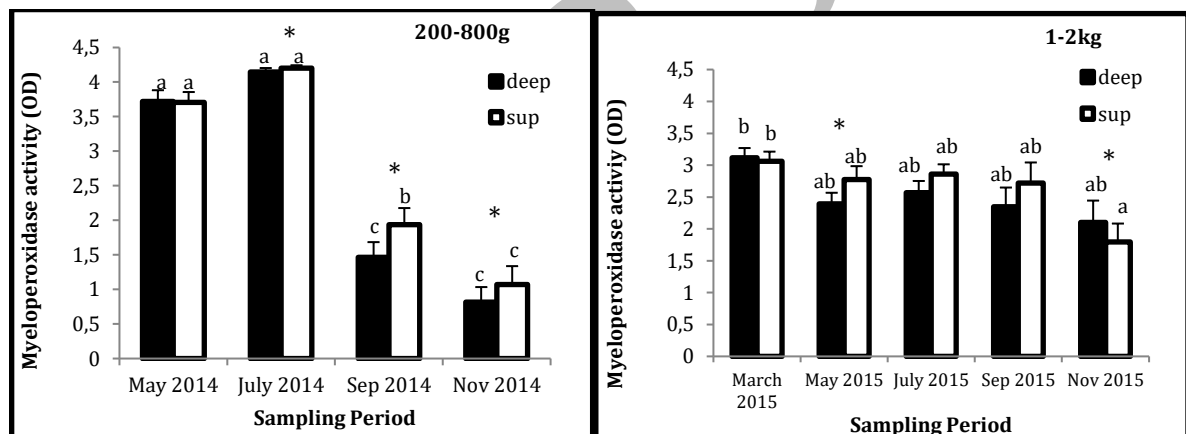 200-800g
Myeloperoxidase activity (OD)
4,5
4
3,5
3
2,5
2
1,5
1
0,5
0
deep
sup
a a
*
a a
*
c b
*
c c
May 2014 July 2014 Sep 2014 Nov 2014
Sampling Period
1-2kg
Myeloperoxidase activiy (OD)
4,5
4
3,5
3
2,5
2
1,5
1
0,5
0
deep
sup
b b
*
ab ab
ab ab
ab ab
*
ab a
March 2015 May 2015 July 2015 Sep 2015 Nov 2015
Sampling Period